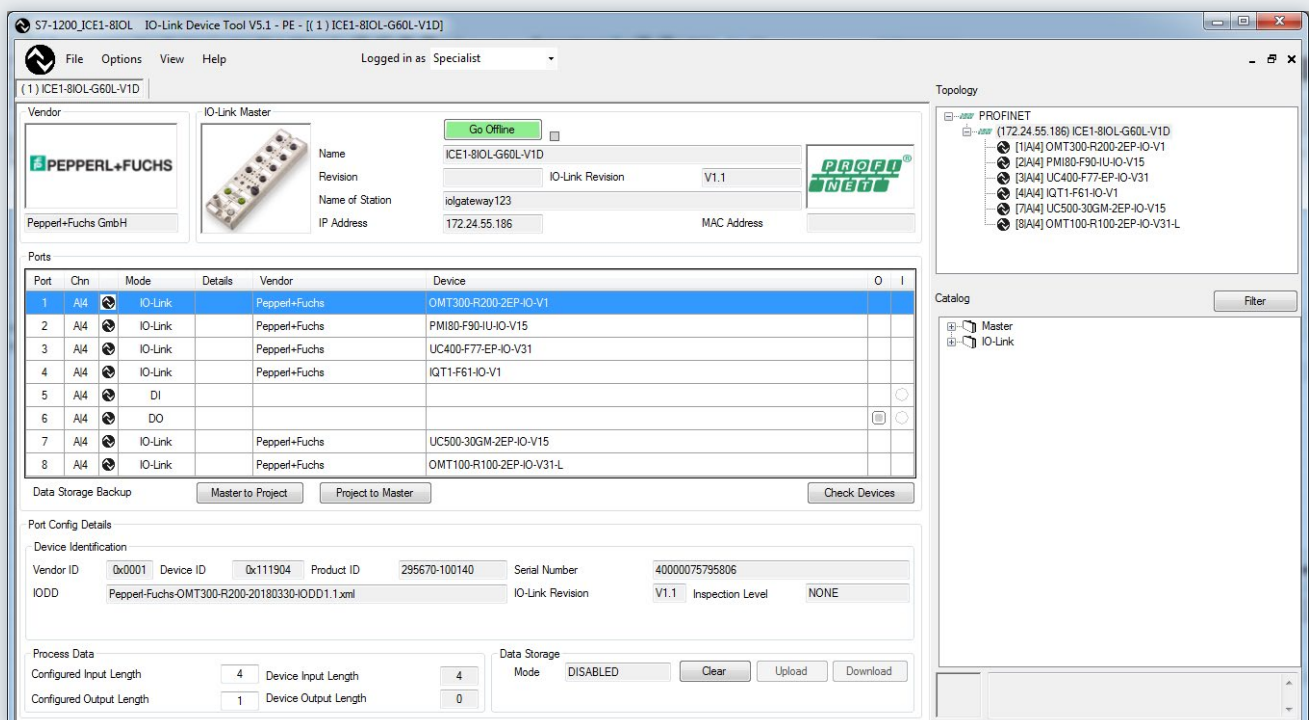 S7-1200_ICE1-8IOL IO-Link Device Tool V5.1 - PE - [( 1 ) ICE1-8IOL-G60L-V1D]
File Options View Help Logged in as Specialist
( 1 ) ICE1-8IOL-G60L-V1D
Vendor
PEPPERL+FUCHS
Pepperl+Fuchs GmbH
IO-Link Master
Go Offline
Name ICE1-8IOL-G60L-V1D
Revision IO-Link Revision V1.1
Name of Station iolgateway123
IP Address 172.24.55.186 MAC Address
PROFI
NET®
Ports
Port Chn Mode Details Vendor Device O I
1 A|4 IO-Link Pepperl+Fuchs OMT300-R200-2EP-IO-V1
2 A|4 IO-Link Pepperl+Fuchs PMI80-F90-IU-IO-V15
3 A|4 IO-Link Pepperl+Fuchs UC400-F77-EP-IO-V31
4 A|4 IO-Link Pepperl+Fuchs IQT1-F61-IO-V1
5 A|4 DI
6 A|4 DO
7 A|4 IO-Link Pepperl+Fuchs UC500-30GM-2EP-IO-V15
8 A|4 IO-Link Pepperl+Fuchs OMT100-R100-2EP-IO-V31-L
Data Storage Backup Master to Project Project to Master Check Devices
Port Config Details
Device Identification
Vendor ID 0x0001 Device ID 0x111904 Product ID 295670-100140 Serial Number 40000075795806
IODD Pepperl-Fuchs-OMT300-R200-20180330-IODD1.1.xml IO-Link Revision V1.1 Inspection Level NONE
Process Data
Configured Input Length 4 Device Input Length 4
Configured Output Length 1 Device Output Length 0
Data Storage
Mode DISABLED Clear Upload Download
Topology
PROFINET
(172.24.55.186) ICE1-8IOL-G60L-V1D
[1|A|4] OMT300-R200-2EP-IO-V1
[2|A|4] PMI80-F90-IU-IO-V15
[3|A|4] UC400-F77-EP-IO-V31
[4|A|4] IQT1-F61-IO-V1
[7|A|4] UC500-30GM-2EP-IO-V15
[8|A|4] OMT100-R100-2EP-IO-V31-L
Catalog Filter
Master
IO-Link